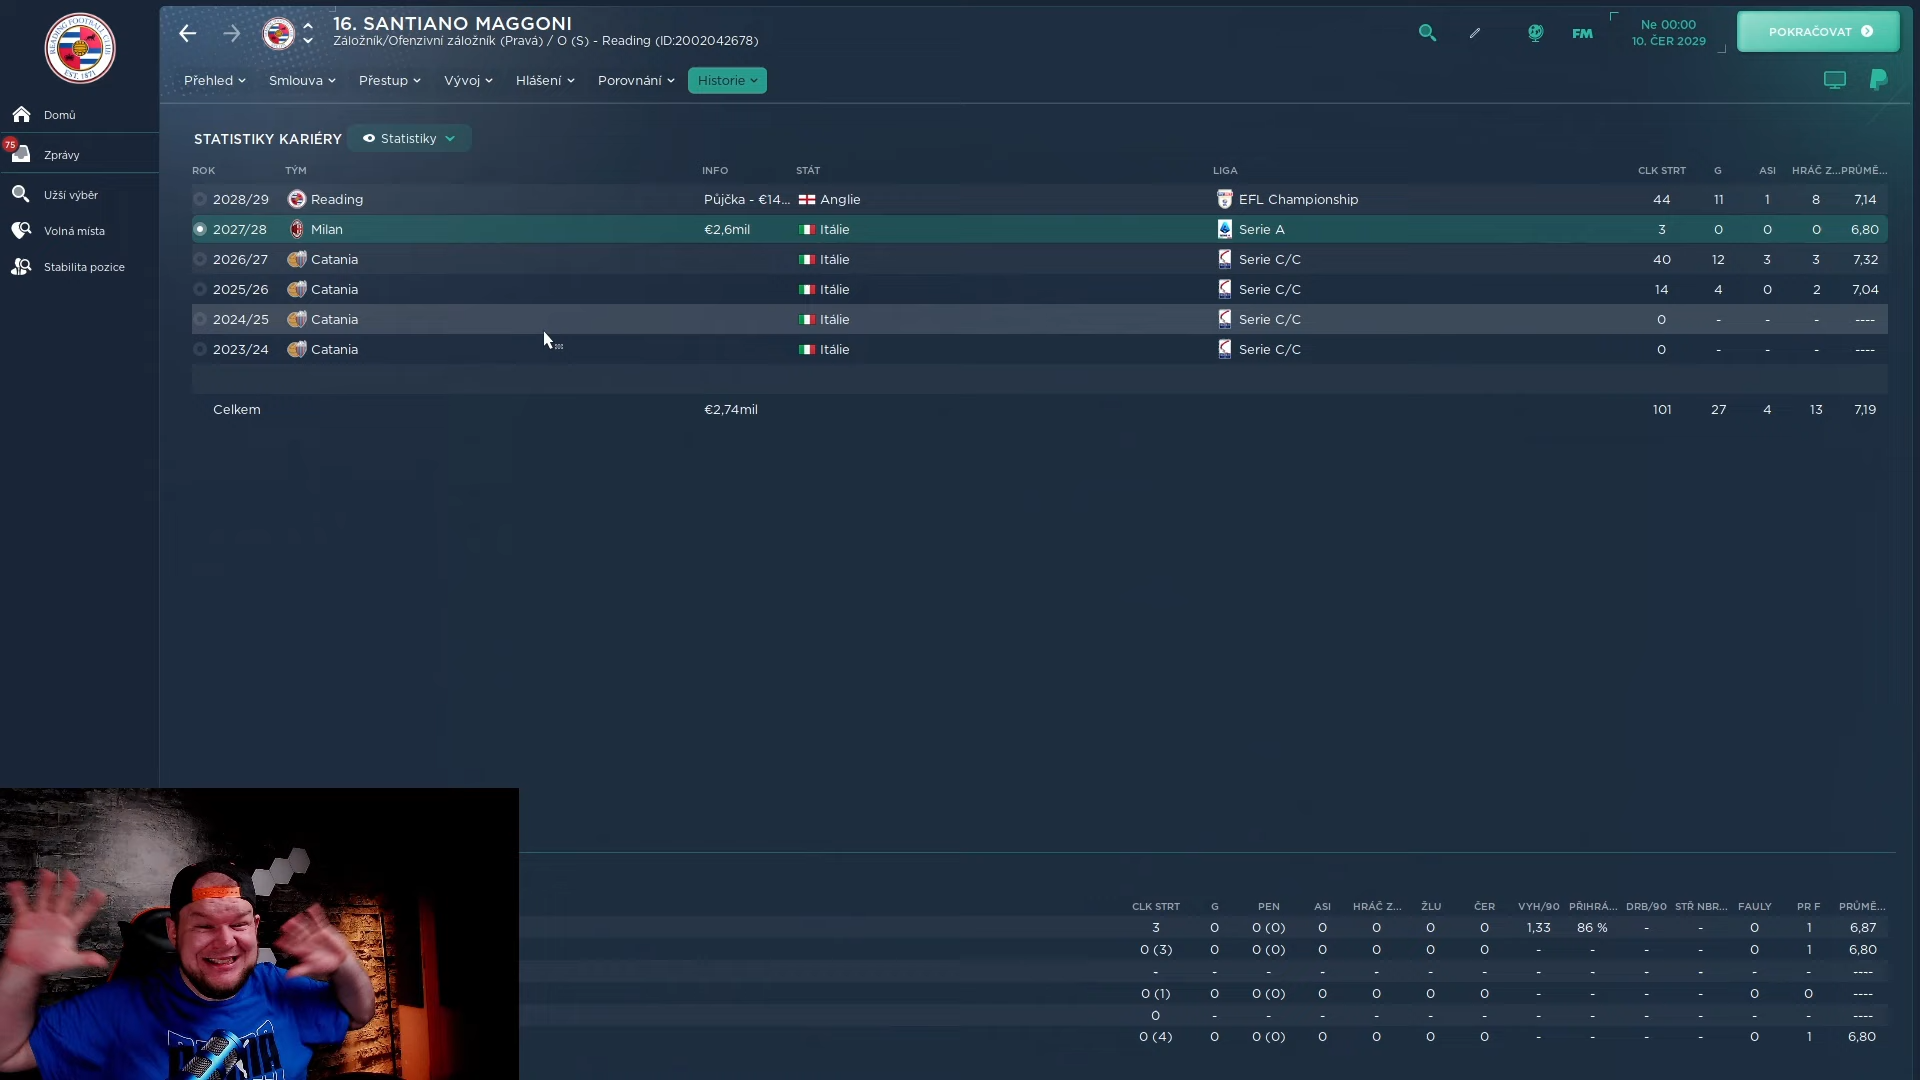 16. SANTIANO MAGGONI
Záložník/Ofenzivní záložník (Pravá) / O (S) - Reading (ID:2002042678)
FM
Ne 00:00
10. ČER 2029
POKRAČOVAT
READING FOOTBALL CLUB
EST. 1871
Přehled
Smlouva
Přestup
Vývoj
Hlášení
Porovnání
Historie
Domů
75
Zprávy
Užší výběr
Volná místa
Stabilita pozice
STATISTIKY KARIÉRY Statistiky
ROK TÝM INFO STÁT LIGA CLK STRT G ASI HRÁČ Z... PRŮMĚ...
2028/29 Reading Půjčka - €14... Anglie EFL Championship 44 11 1 8 7,14
2027/28 Milan €2,6mil Itálie Serie A 3 0 0 0 6,80
2026/27 Catania Itálie Serie C/C 40 12 3 3 7,32
2025/26 Catania Itálie Serie C/C 14 4 0 2 7,04
2024/25 Catania Itálie Serie C/C 0 - - - ----
2023/24 Catania Itálie Serie C/C 0 - - - ----
Celkem €2,74mil 101 27 4 13 7,19
CLK STRT G PEN ASI HRÁČ Z... ŽLU ČER VYH/90 PŘIHRÁ... DRB/90 STŘ NBR... FAULY PR F PRŮMĚ...
3 0 0 (0) 0 0 0 0 1,33 86 % - - 0 1 6,87
0 (3) 0 0 (0) 0 0 0 0 - - - - 0 1 6,80
- - - - - - - - - - - - - ----
0 (1) 0 0 (0) 0 0 0 0 - - - - 0 0 ----
0 - - - - - - - - - - - - ----
0 (4) 0 0 (0) 0 0 0 0 - - - - 0 1 6,80